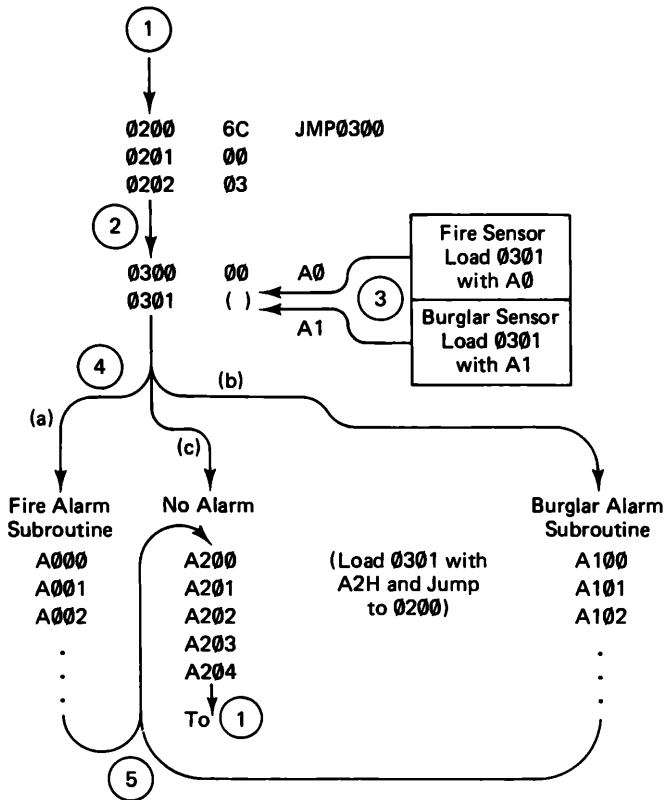 1
0200 6C JMP0300
0201 00
0202 03
2
0300 00 A0
0301 ( )
A1
3
Fire Sensor
Load 0301
with A0
Burglar Sensor
Load 0301
with A1
4
(a)
(b)
(c)
Fire Alarm
Subroutine
A000
A001
A002
No Alarm
A200
A201
A202
A203
A204
To 1
(Load 0301 with
A2H and Jump
to 0200)
Burglar Alarm
Subroutine
A100
A101
A102
5